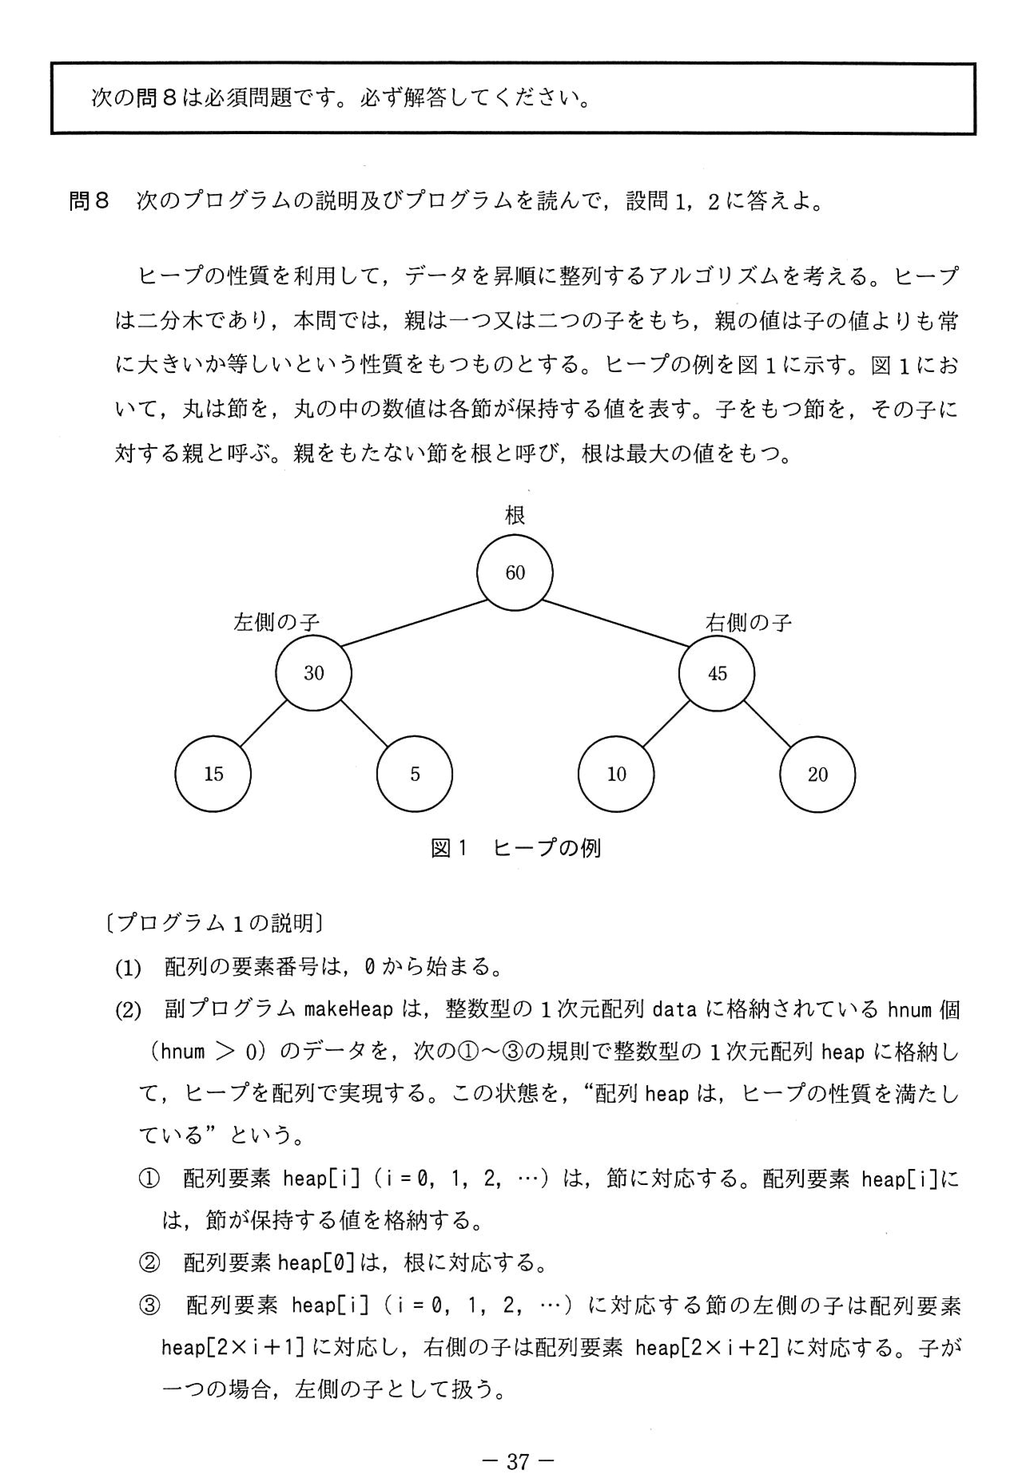 次の問8は必須問題です。必ず解答してください。
問8 次のプログラムの説明及びプログラムを読んで，設問1，2に答えよ。
ヒープの性質を利用して，データを昇順に整列するアルゴリズムを考える。ヒープ
は二分木であり，本問では，親は一つ又は二つの子をもち，親の値は子の値よりも常
に大きいか等しいという性質をもつものとする。ヒープの例を図1に示す。図1にお
いて，丸は節を，丸の中の数値は各節が保持する値を表す。子をもつ節を，その子に
対する親と呼ぶ。親をもたない節を根と呼び，根は最大の値をもつ。
根
60
左側の子
右側の子
30
45
15
5
10
20
図1 ヒープの例
〔プログラム1の説明〕
(1) 配列の要素番号は，0から始まる。
(2) 副プログラム makeHeap は，整数型の1次元配列 data に格納されている hnum 個
（hnum ＞ 0）のデータを，次の①～③の規則で整数型の1次元配列 heap に格納し
て，ヒープを配列で実現する。この状態を，“配列 heap は，ヒープの性質を満たし
ている” という。
① 配列要素 heap[i]（i = 0，1，2，…）は，節に対応する。配列要素 heap[i]に
は，節が保持する値を格納する。
② 配列要素 heap[0]は，根に対応する。
③ 配列要素 heap[i]（i = 0，1，2，…）に対応する節の左側の子は配列要素
heap[2×i＋1]に対応し，右側の子は配列要素 heap[2×i＋2]に対応する。子が
一つの場合，左側の子として扱う。
－ 37 －